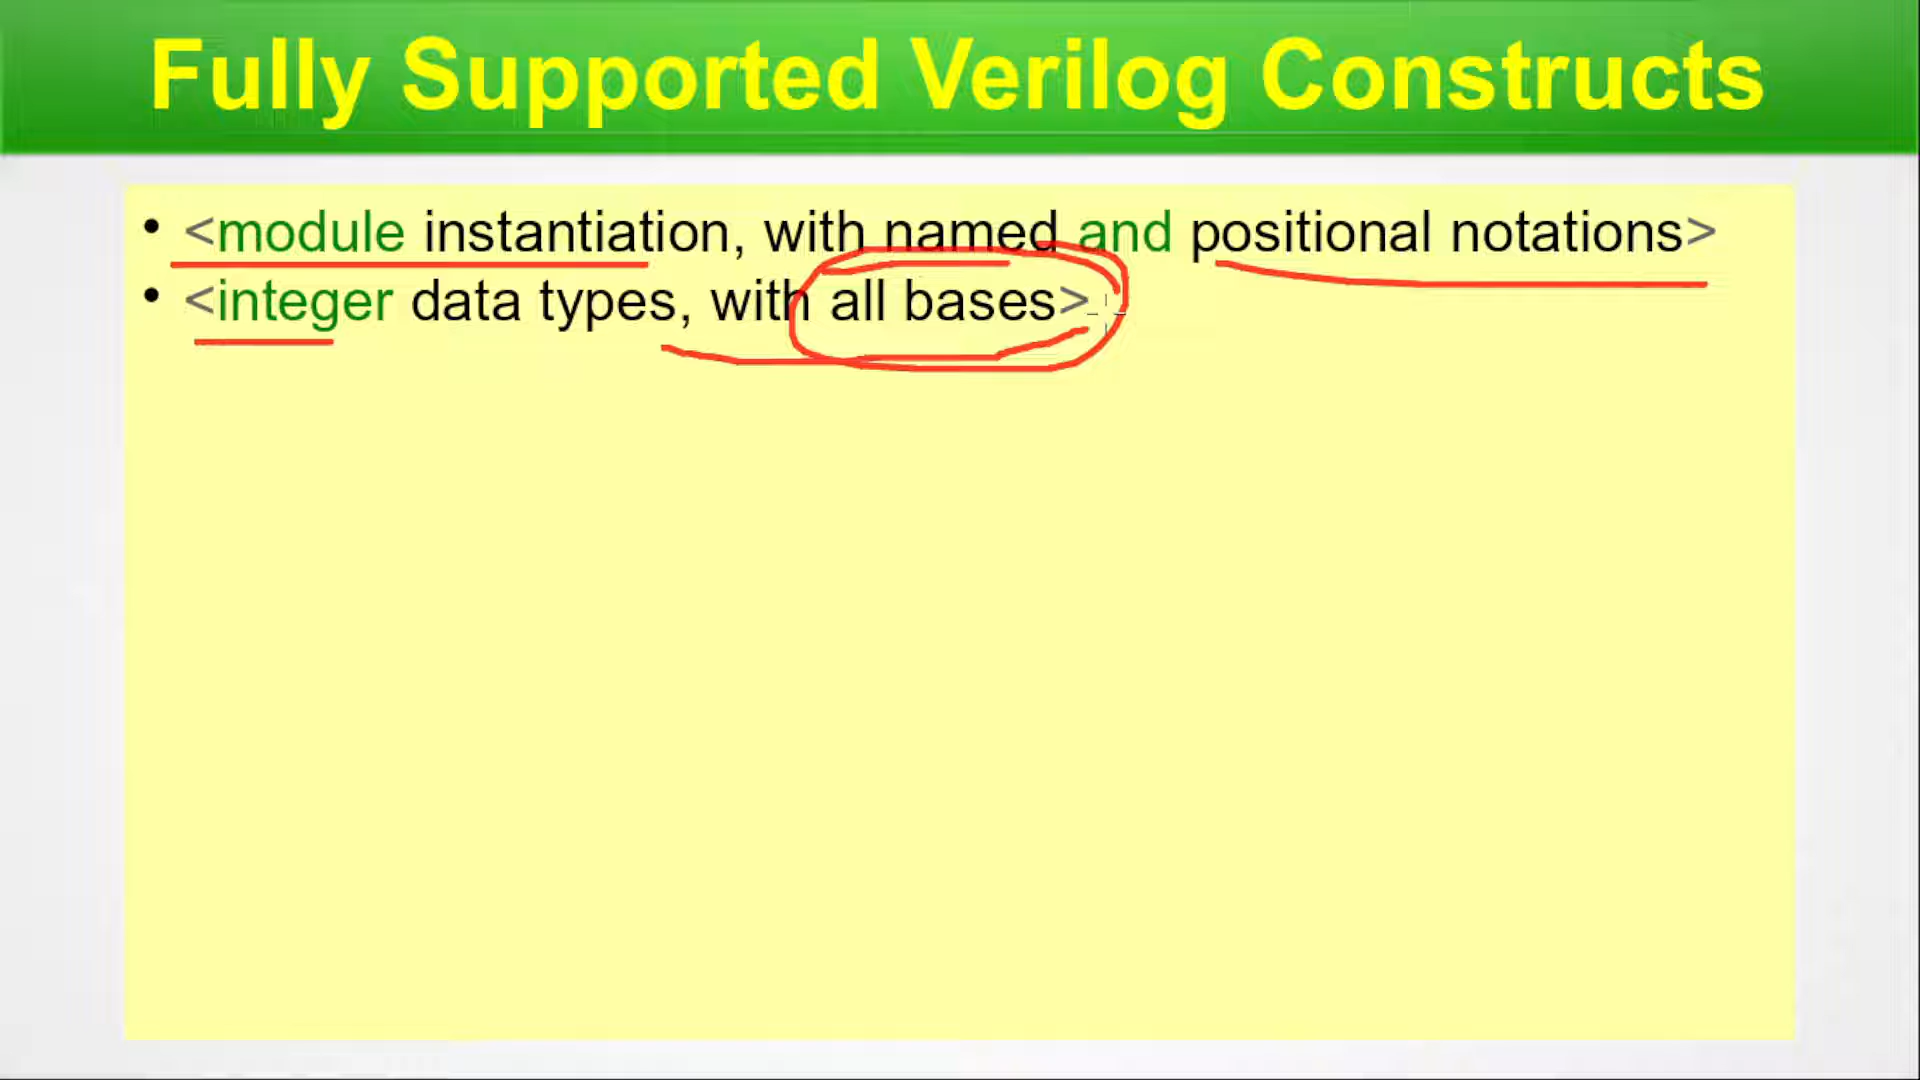 Fully Supported Verilog Constructs
• <module instantiation, with named and positional notations>
• <integer data types, with all bases>